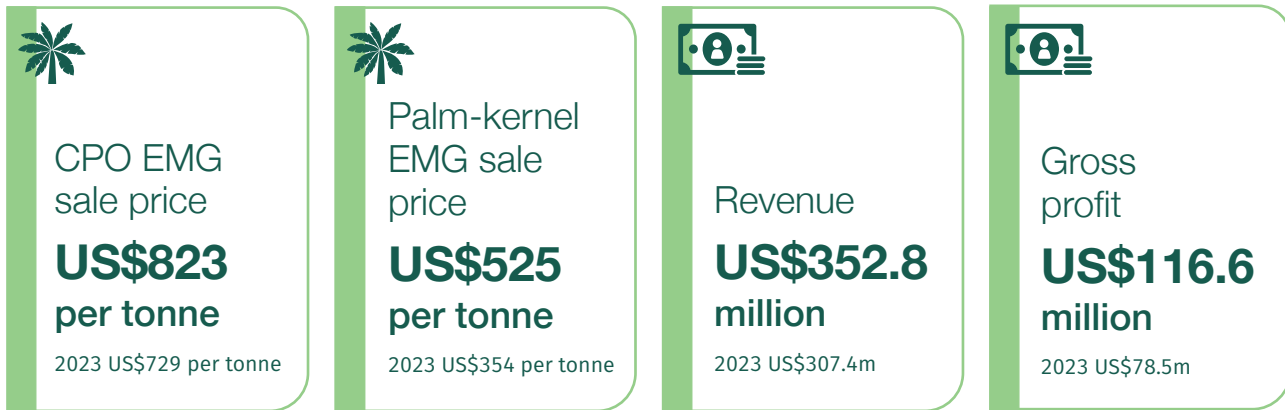 CPO EMG
sale price
US$823
per tonne
2023 US$729 per tonne
Palm-kernel
EMG sale
price
US$525
per tonne
2023 US$354 per tonne
Revenue
US$352.8
million
2023 US$307.4m
Gross
profit
US$116.6
million
2023 US$78.5m